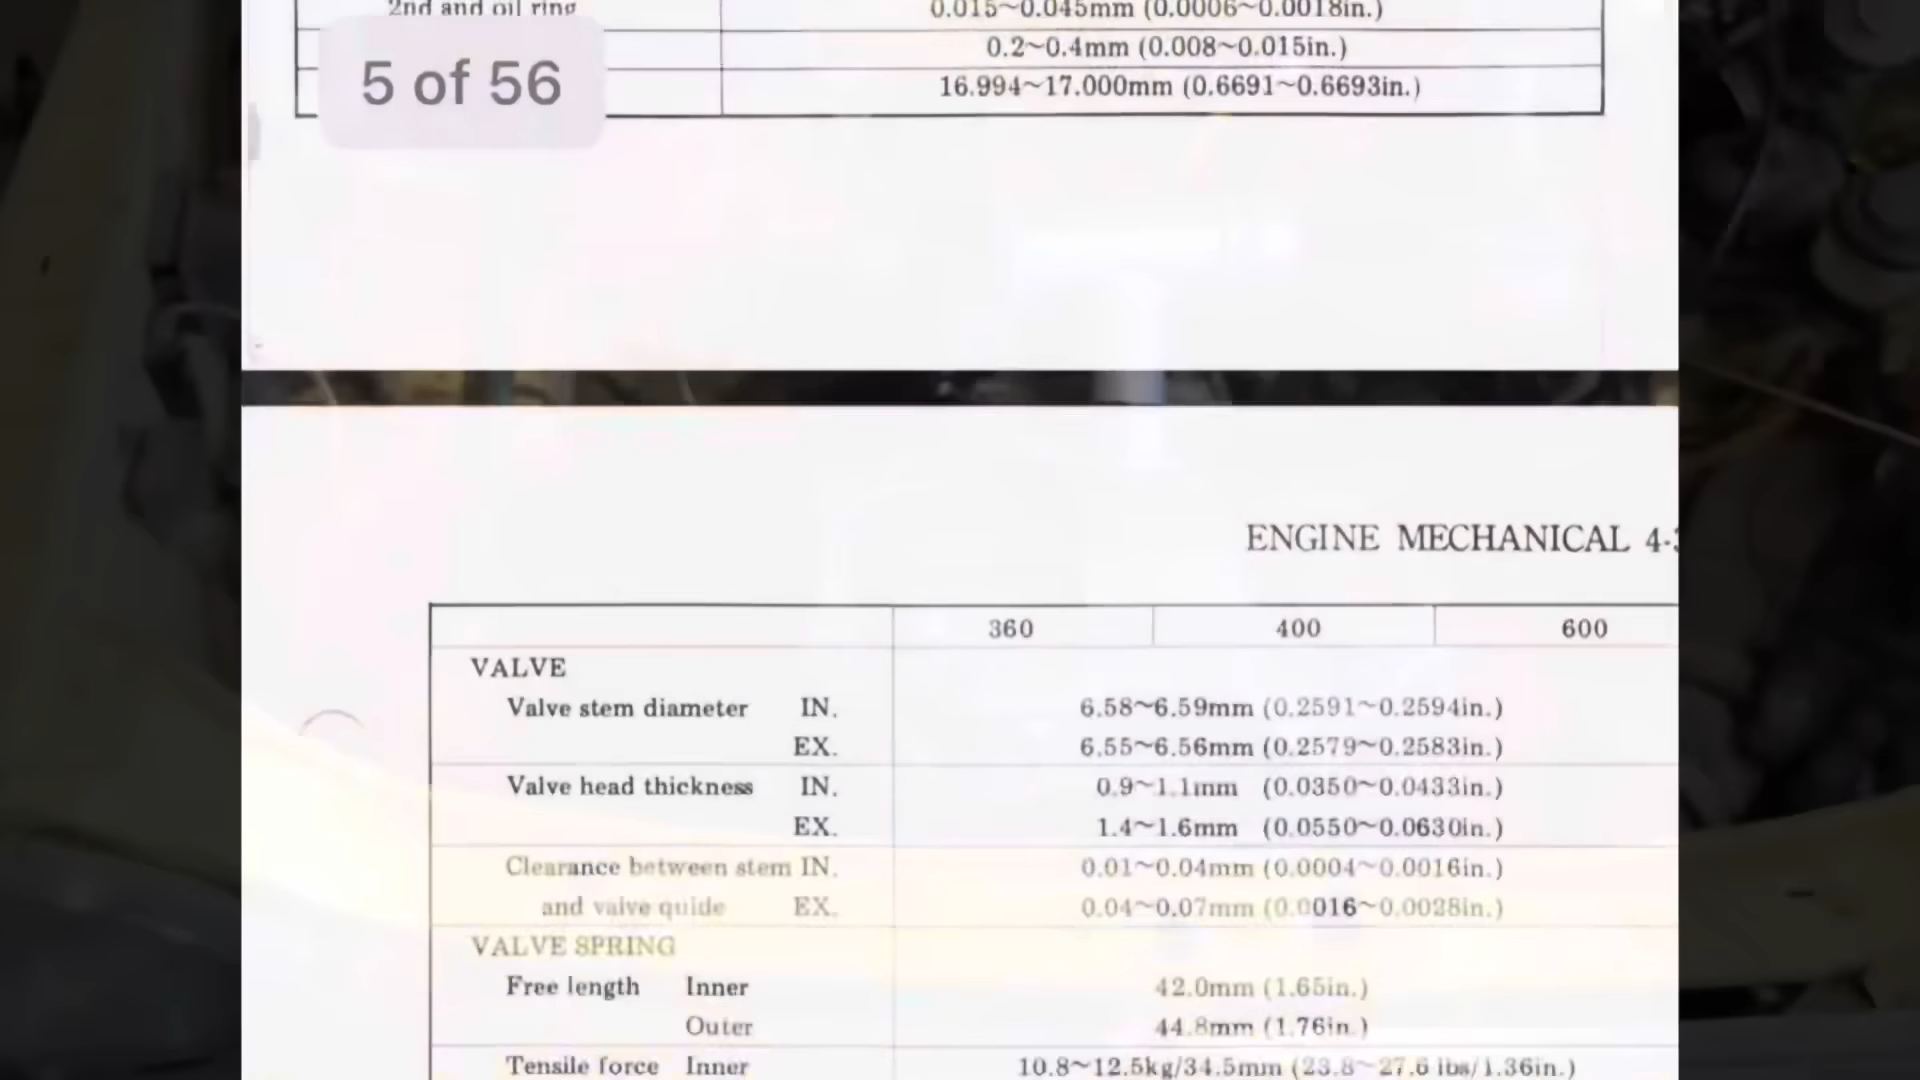 2nd and oil ring 0.015~0.045mm (0.0006~0.0018in.)
0.2~0.4mm (0.008~0.015in.)
5 of 56
16.994~17.000mm (0.6691~0.6693in.)
ENGINE MECHANICAL 4-
360 400 600
VALVE
Valve stem diameter IN. 6.58~6.59mm (0.2591~0.2594in.)
EX. 6.55~6.56mm (0.2579~0.2583in.)
Valve head thickness IN. 0.9~1.1mm (0.0350~0.0433in.)
EX. 1.4~1.6mm (0.0550~0.0630in.)
Clearance between stem IN. 0.01~0.04mm (0.0004~0.0016in.)
and valve quide EX. 0.04~0.07mm (0.0016~0.0028in.)
VALVE SPRING
Free length Inner 42.0mm (1.65in.)
Outer 44.8mm (1.76in.)
Tensile force Inner 10.8~12.5kg/34.5mm (23.8~27.6 lbs/1.36in.)